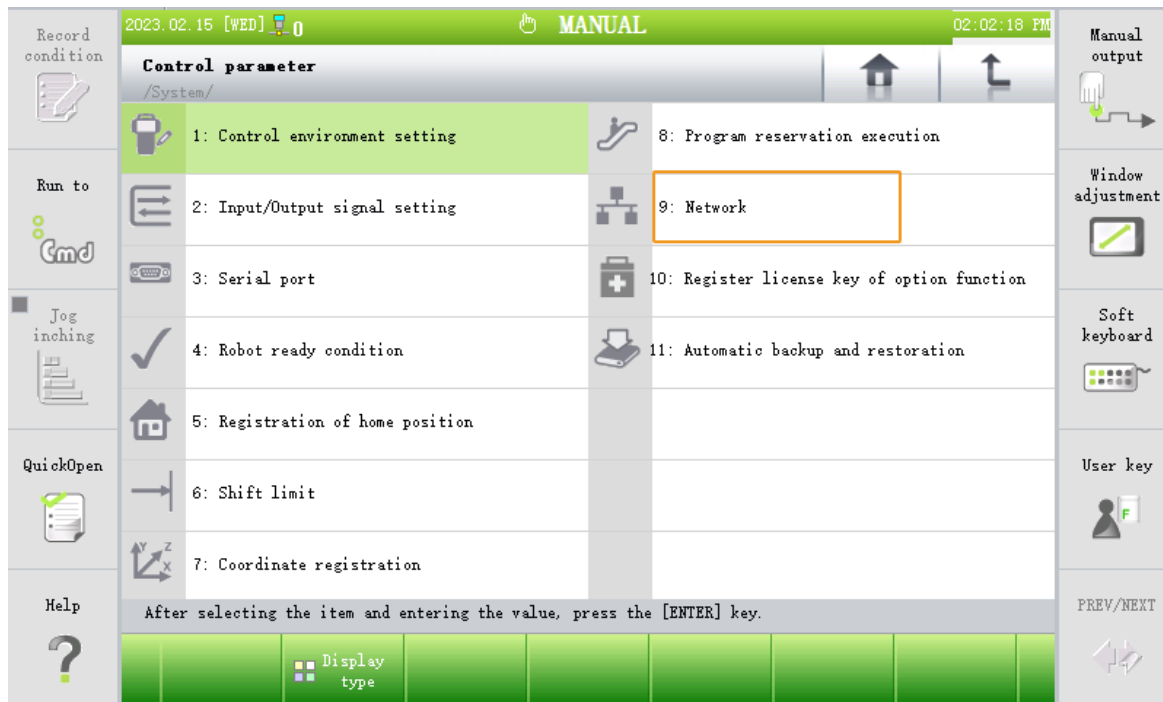 Record
condition
Run to
Cmd
Jog
inching
QuickOpen
Help
2023.02.15 [WED] 0
MANUAL
02:02:18 PM
Control parameter
/System/
1: Control environment setting
2: Input/Output signal setting
3: Serial port
4: Robot ready condition
5: Registration of home position
6: Shift limit
Y Z
X
7: Coordinate registration
8: Program reservation execution
9: Network
10: Register license key of option function
11: Automatic backup and restoration
After selecting the item and entering the value, press the [ENTER] key.
Display
type
Manual
output
Window
adjustment
Soft
keyboard
User key
F
PREV/NEXT